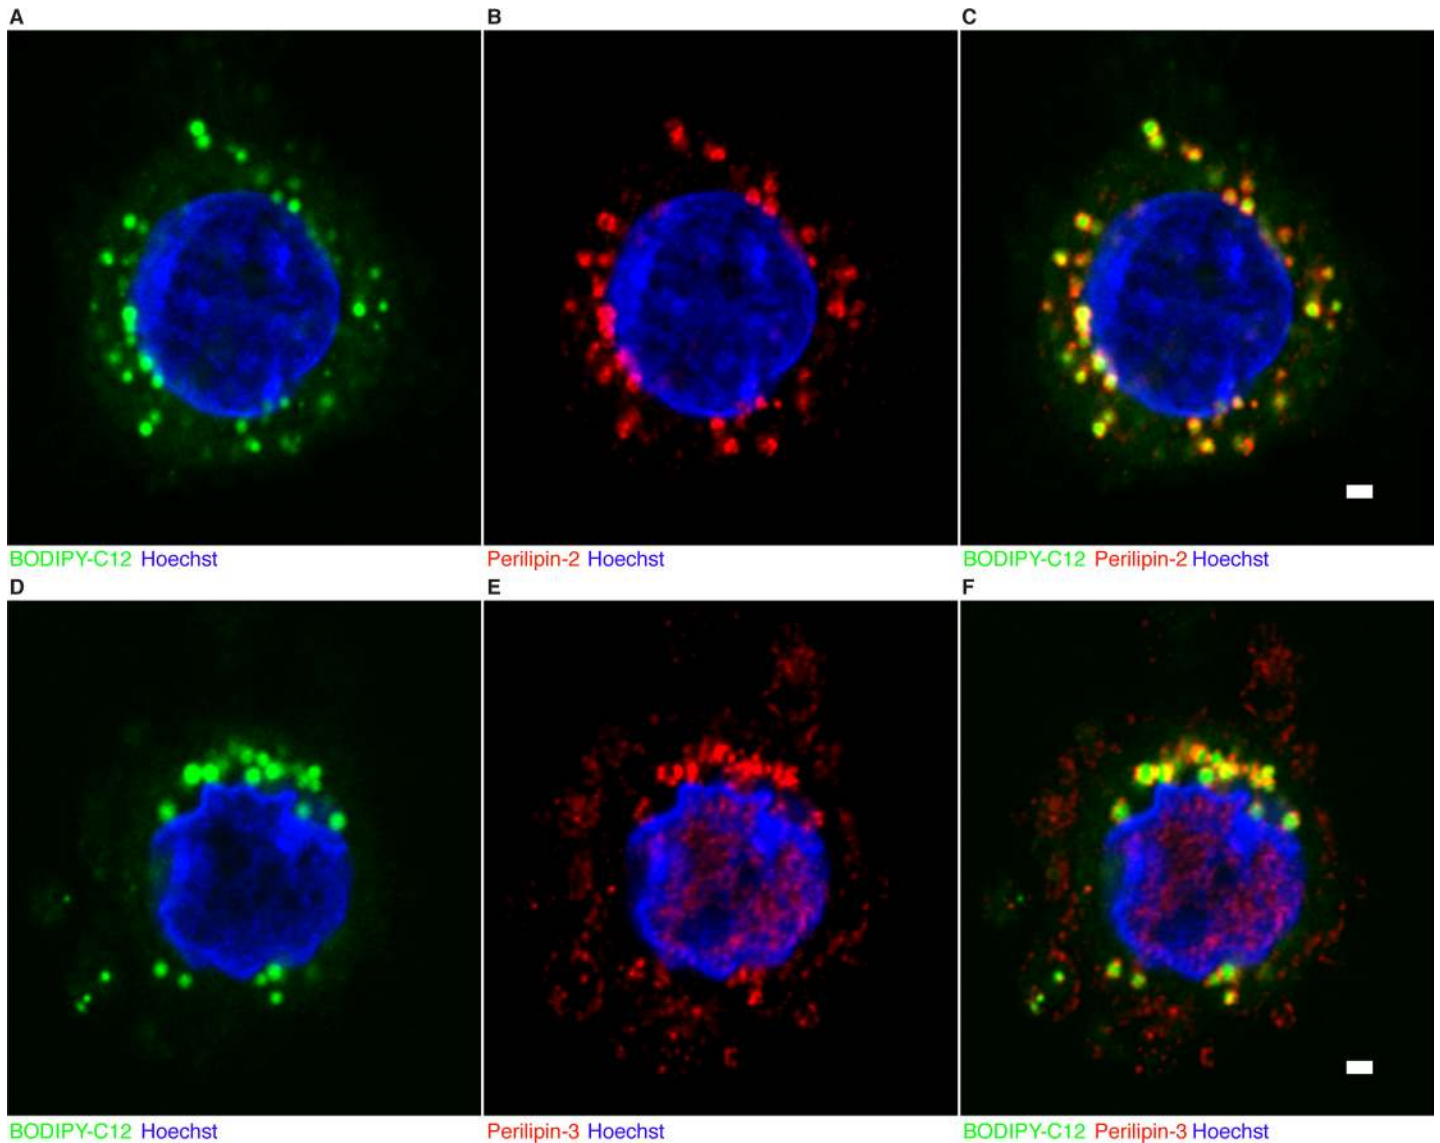 A B C
BODIPY-C12 Hoechst Perilipin-2 Hoechst BODIPY-C12 Perilipin-2 Hoechst
D E F
BODIPY-C12 Hoechst Perilipin-3 Hoechst BODIPY-C12 Perilipin-3 Hoechst